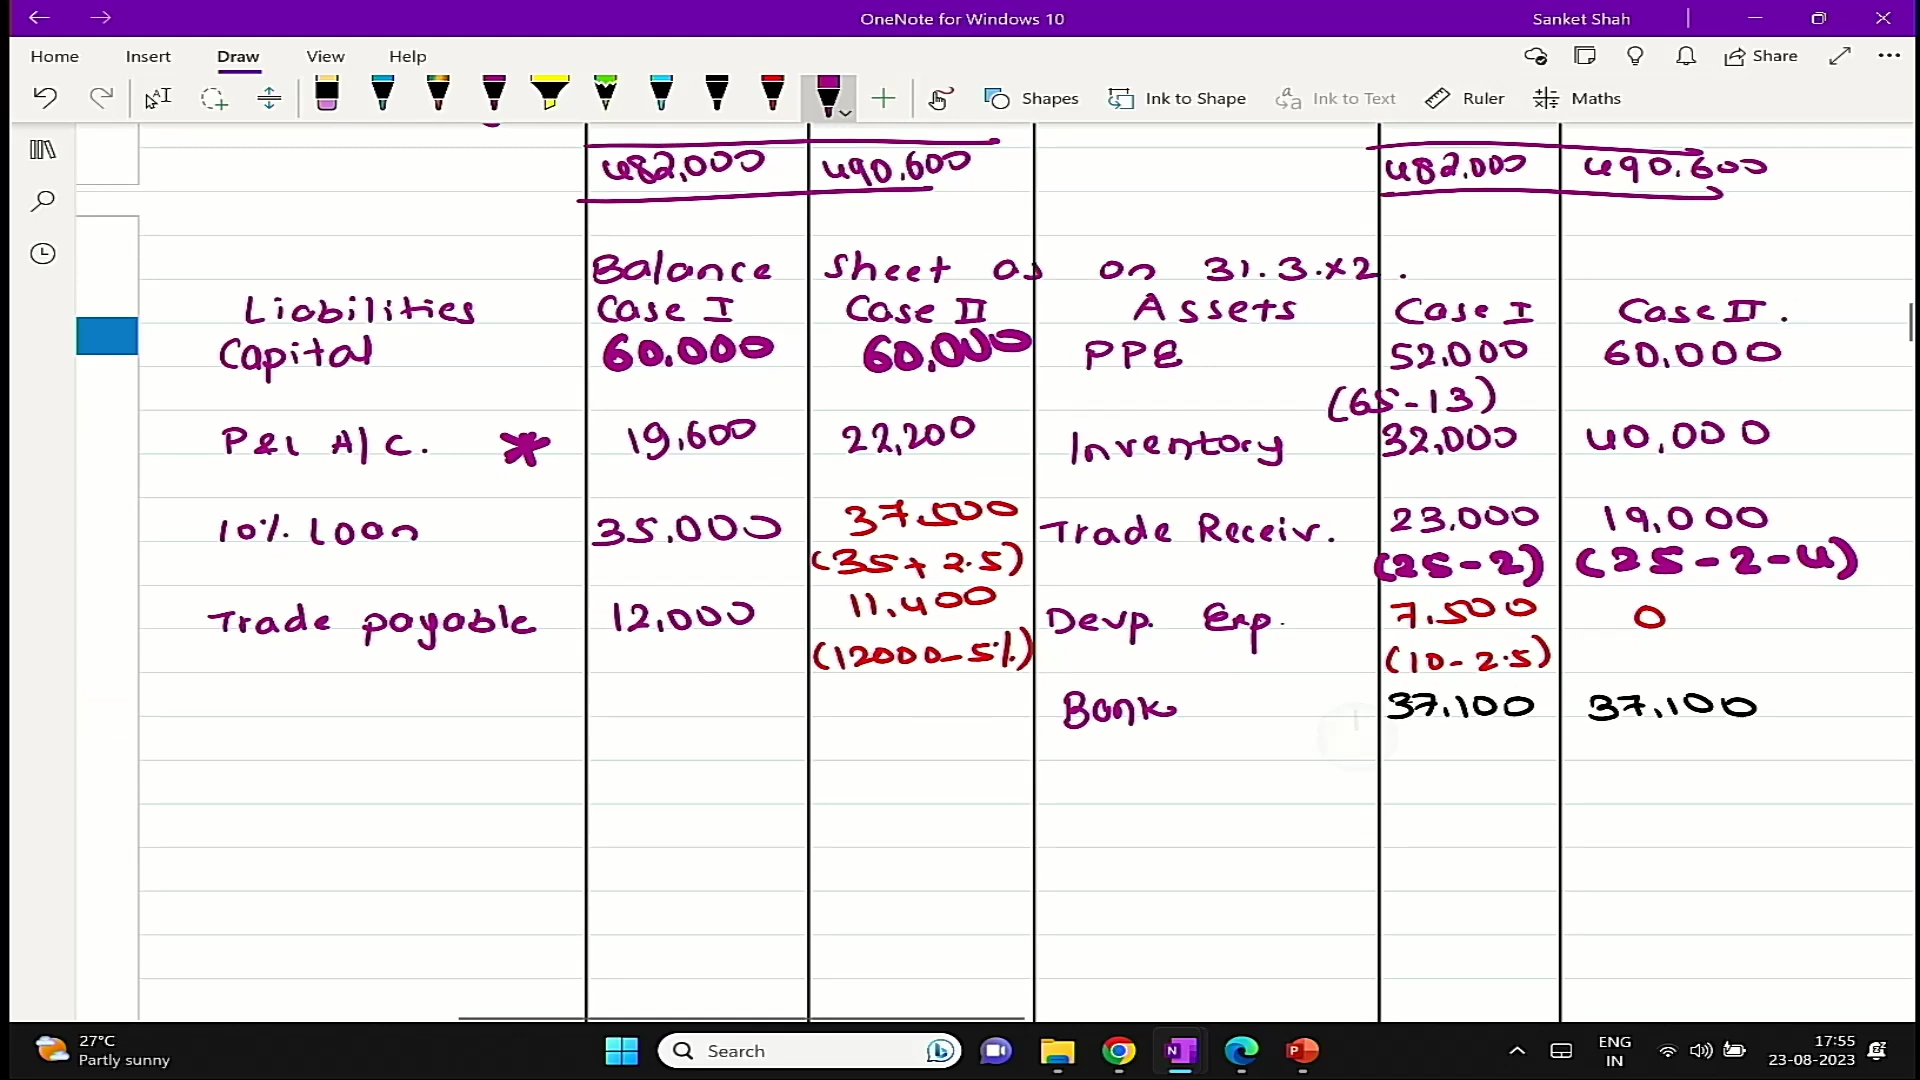 OneNote for Windows 10
Sanket Shah
Home Insert Draw View Help
Share
Shapes Ink to Shape Ink to Text Ruler Maths
482,000 490,600 482,000 490,600
Balance Sheet as on 31.3.x2.
Liabilities Case I Case II Assets Case I Case II.
Capital 60,000 60,000 PPE 52,000 60,000
(65-13)
P&L A/C. * 19,600 22,200 Inventory 32,000 40,000
10% Loan 35,000 37,500 Trade Receiv. 23,000 19,000
(35+2.5) (25-2) (25-2-4)
Trade payable 12,000 11,400 Devp. Exp. 7,500 0
(12000-5%) (10-2.5)
Bank 37,100 37,100
27°C
Partly sunny
Search
ENG
IN
17:55
23-08-2023